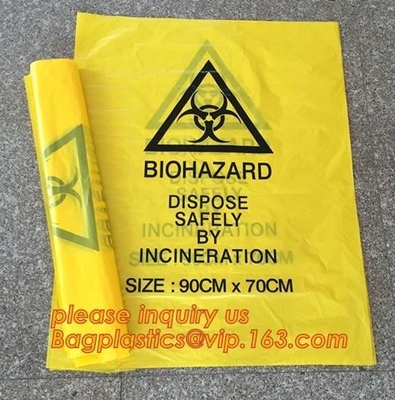 BIOHAZARD
DISPOSE
SAFELY
BY
INCINERATION
SIZE : 90CM x 70CM
please inquiry us
Bagplastics@vip.163.com